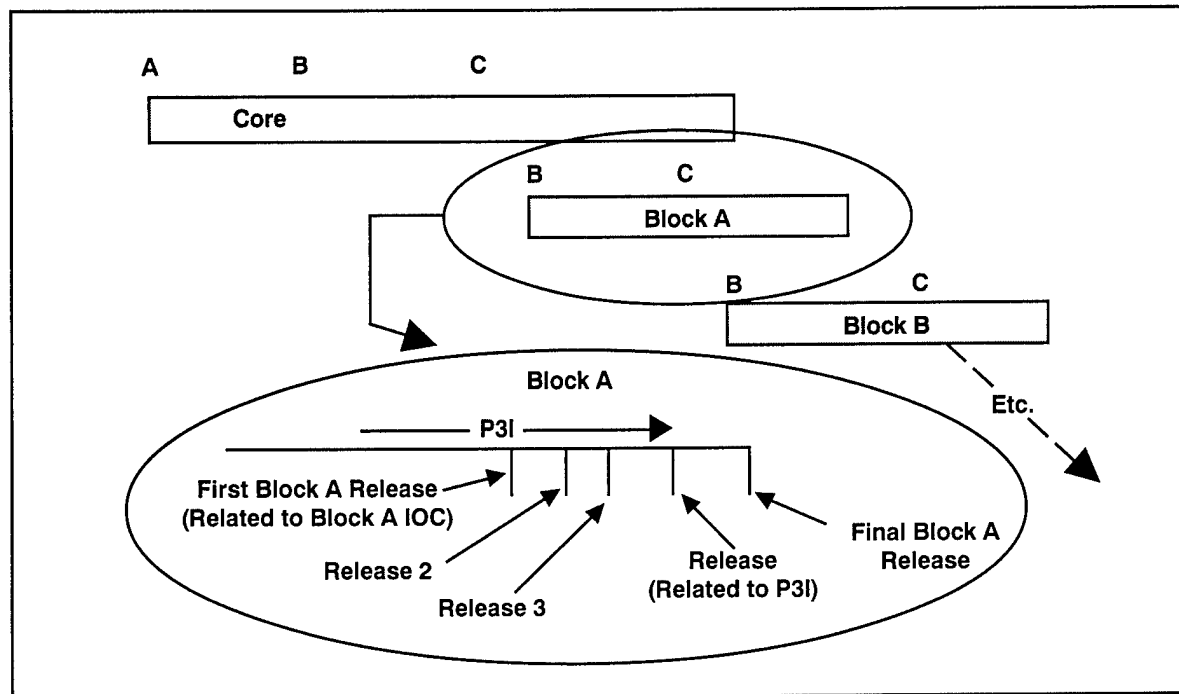 A B C
Core
B C
Block A
B C
Block B
Etc.
Block A
P3I
First Block A Release
(Related to Block A IOC)
Release 2
Release 3
Release
(Related to P3I)
Final Block A
Release